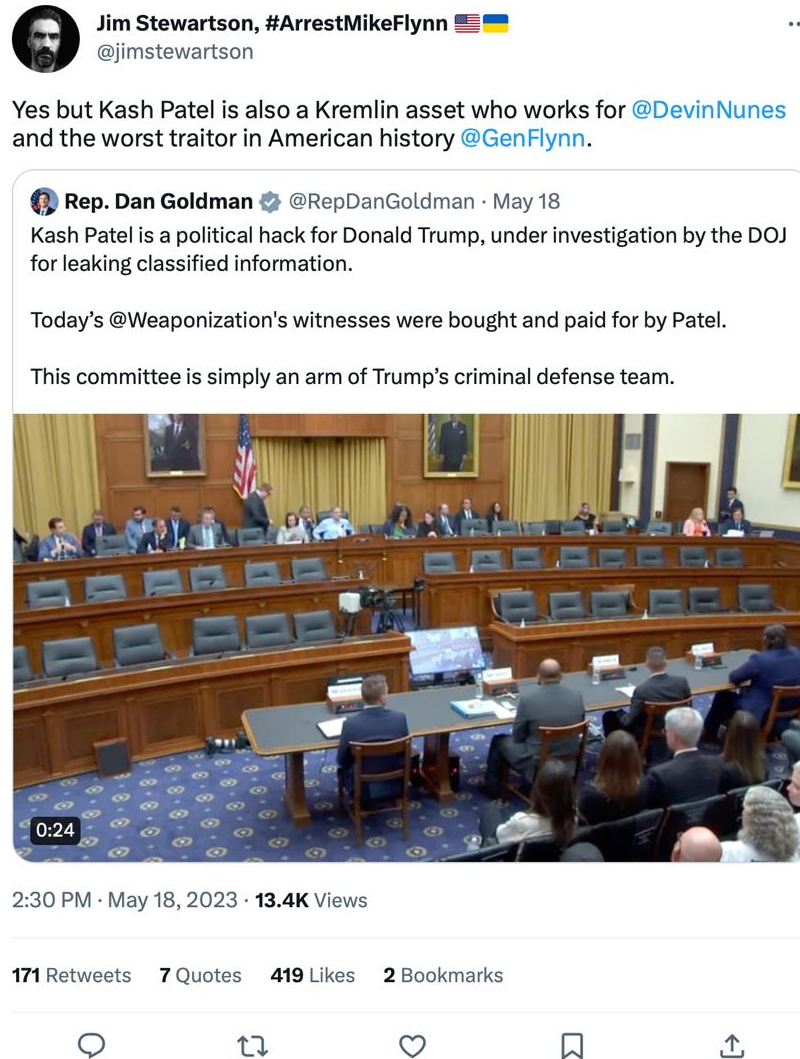 Jim Stewartson, #ArrestMikeFlynn 🇺🇸🇺🇦
@jimstewartson
Yes but Kash Patel is also a Kremlin asset who works for @DevinNunes
and the worst traitor in American history @GenFlynn.
Rep. Dan Goldman @RepDanGoldman · May 18
Kash Patel is a political hack for Donald Trump, under investigation by the DOJ
for leaking classified information.
Today’s @Weaponization's witnesses were bought and paid for by Patel.
This committee is simply an arm of Trump’s criminal defense team.
0:24
2:30 PM · May 18, 2023 · 13.4K Views
171 Retweets 7 Quotes 419 Likes 2 Bookmarks